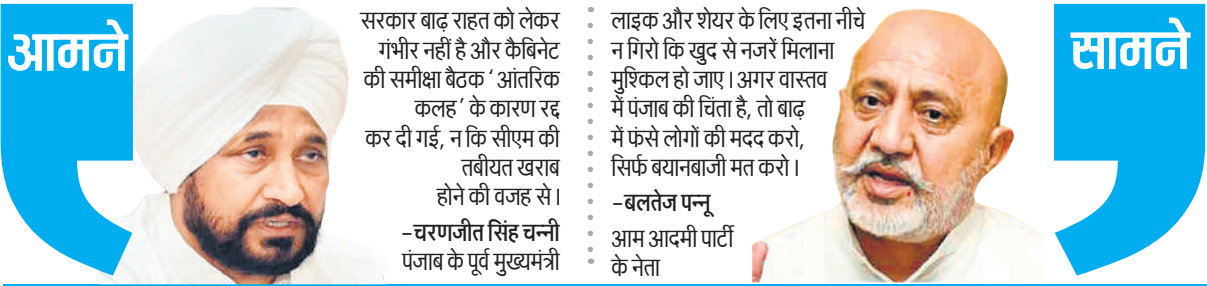 आमने
सरकार बाढ़ राहत को लेकर
गंभीर नहीं है और कैबिनेट
की समीक्षा बैठक ‘ आंतरिक
कलह ’ के कारण रद्द
कर दी गई, न कि सीएम की
तबीयत खराब
होने की वजह से।
–चरणजीत सिंह चन्नी
पंजाब के पूर्व मुख्यमंत्री
लाइक और शेयर के लिए इतना नीचे
न गिरो कि खुद से नजरें मिलाना
मुश्किल हो जाए। अगर वास्तव
में पंजाब की चिंता है, तो बाढ़
में फंसे लोगों की मदद करो,
सिर्फ बयानबाजी मत करो।
–बलतेज पन्नू
आम आदमी पार्टी
के नेता
सामने